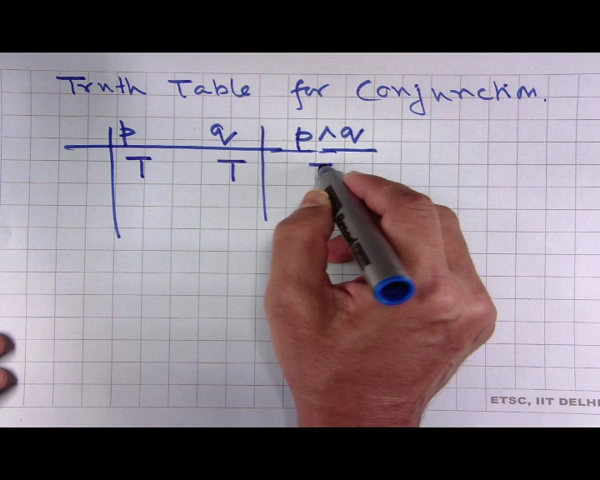 Truth Table for Conjunction.
p q p ∧ q
T T T
ETSC, IIT DELHI